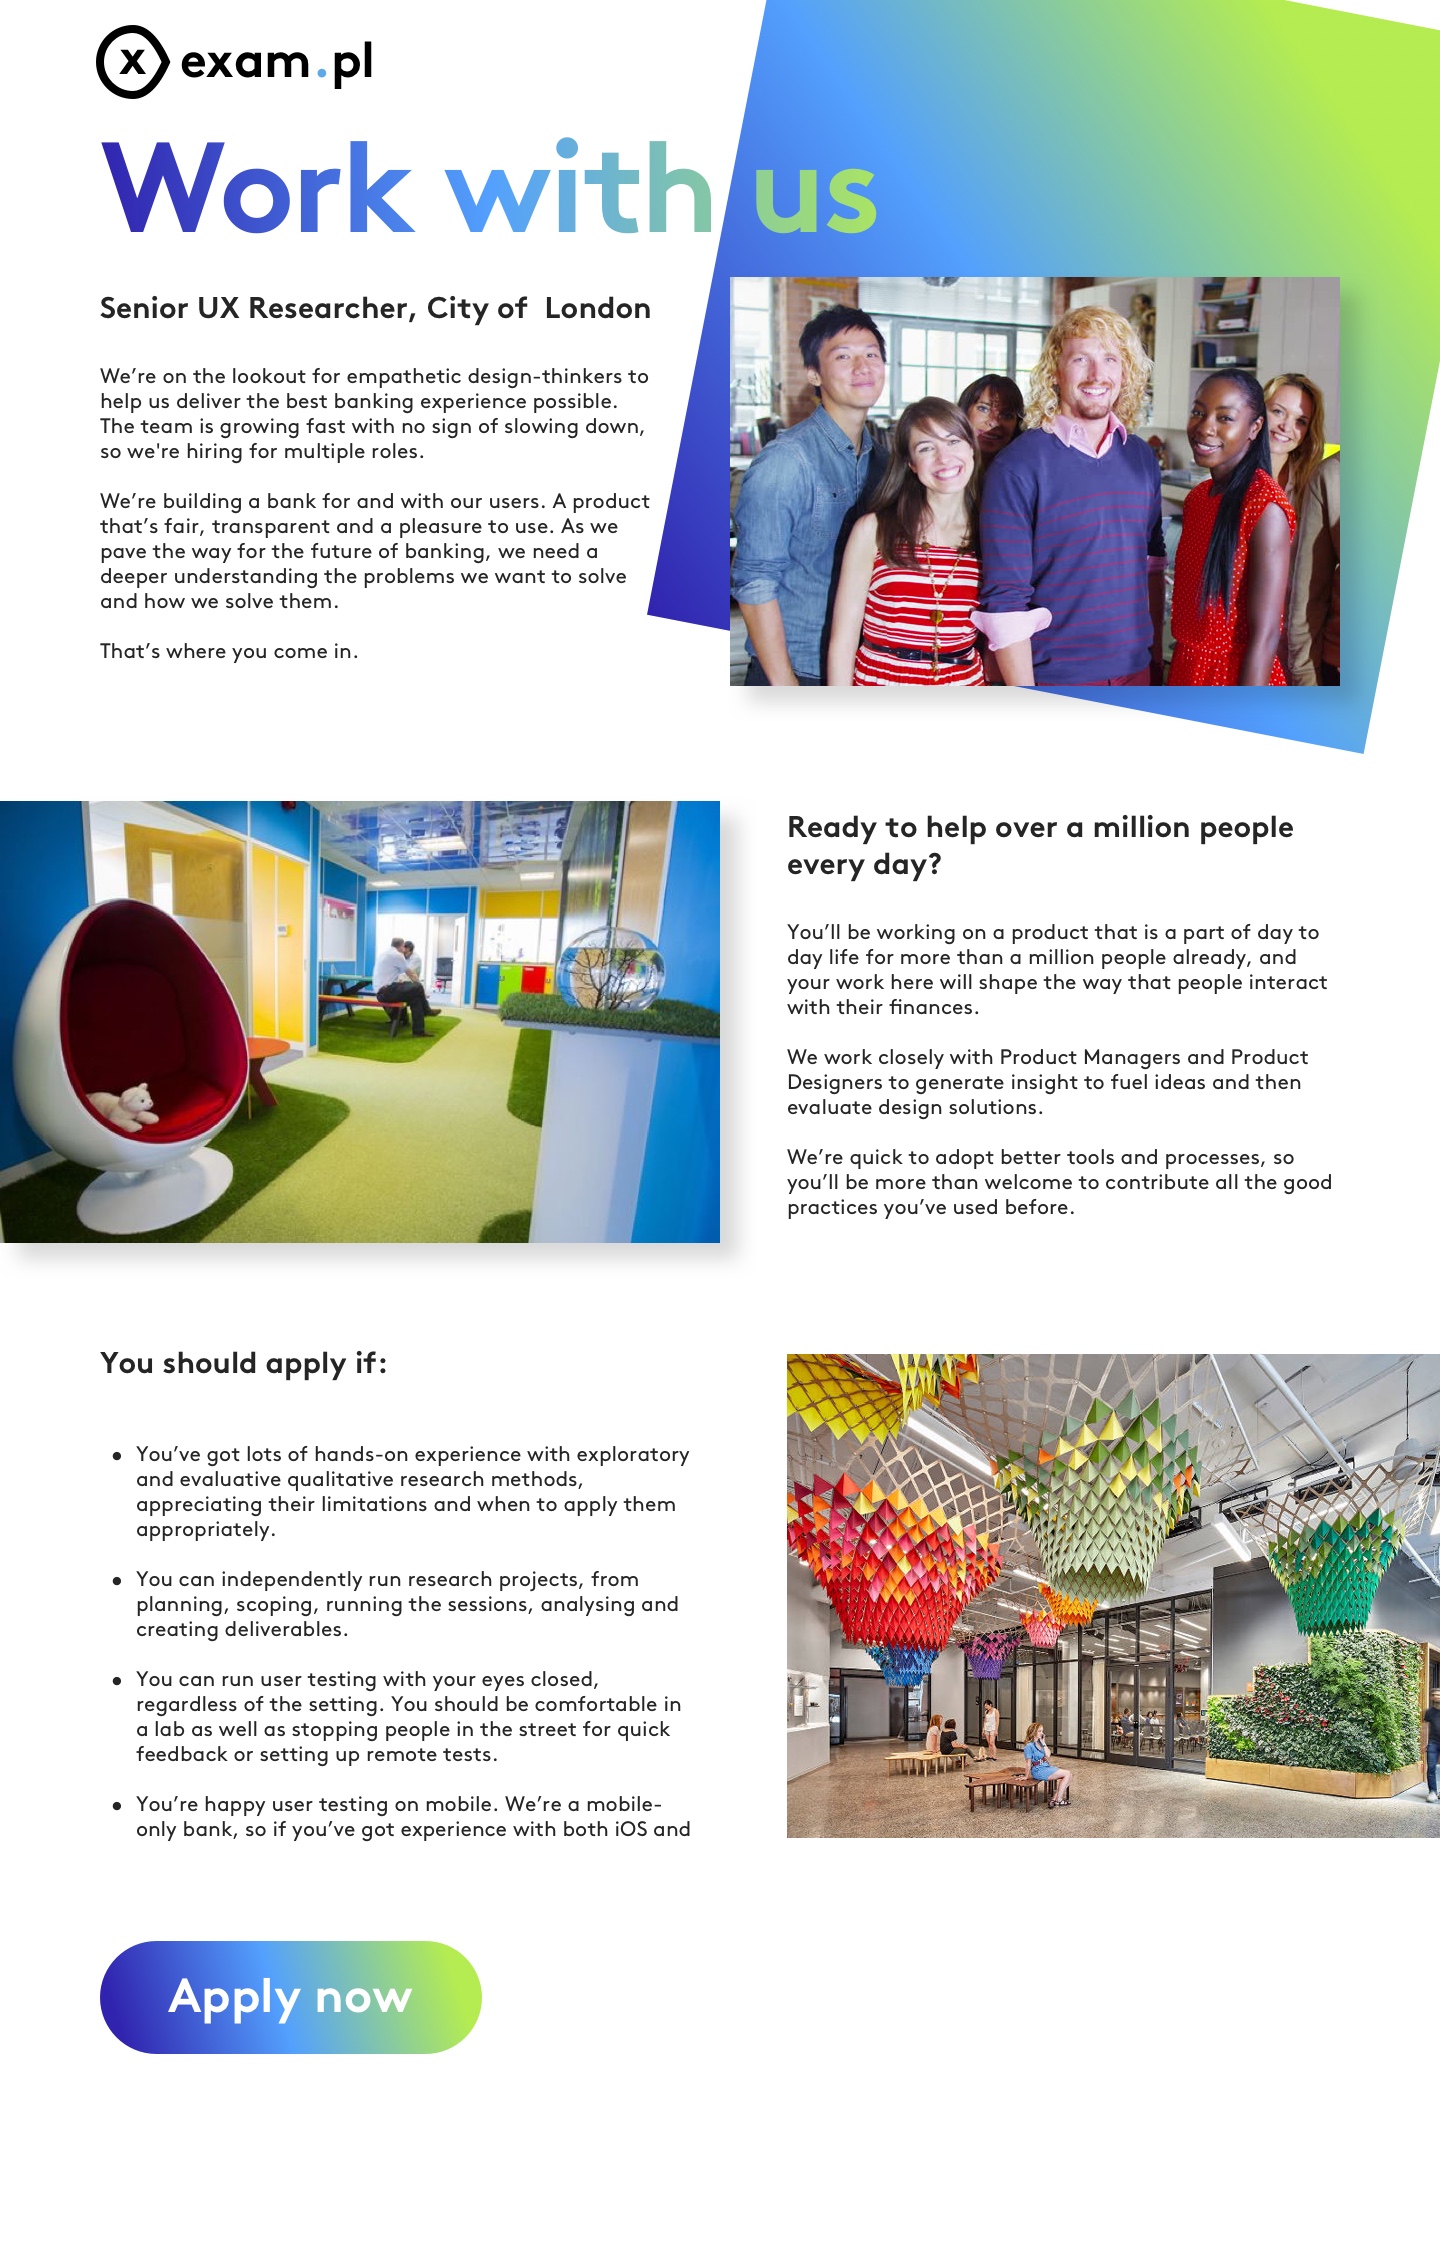 x exam.pl
Work with us
Senior UX Researcher, City of  London
We’re on the lookout for empathetic design-thinkers to
help us deliver the best banking experience possible.
The team is growing fast with no sign of slowing down,
so we're hiring for multiple roles.
We’re building a bank for and with our users. A product
that’s fair, transparent and a pleasure to use. As we
pave the way for the future of banking, we need a
deeper understanding the problems we want to solve
and how we solve them.
That’s where you come in.
Ready to help over a million people
every day?
You’ll be working on a product that is a part of day to
day life for more than a million people already, and
your work here will shape the way that people interact
with their finances.
We work closely with Product Managers and Product
Designers to generate insight to fuel ideas and then
evaluate design solutions.
We’re quick to adopt better tools and processes, so
you’ll be more than welcome to contribute all the good
practices you’ve used before.
You should apply if:
• You’ve got lots of hands-on experience with exploratory
and evaluative qualitative research methods,
appreciating their limitations and when to apply them
appropriately.
• You can independently run research projects, from
planning, scoping, running the sessions, analysing and
creating deliverables.
• You can run user testing with your eyes closed,
regardless of the setting. You should be comfortable in
a lab as well as stopping people in the street for quick
feedback or setting up remote tests.
• You’re happy user testing on mobile. We’re a mobile-
only bank, so if you’ve got experience with both iOS and
Apply now